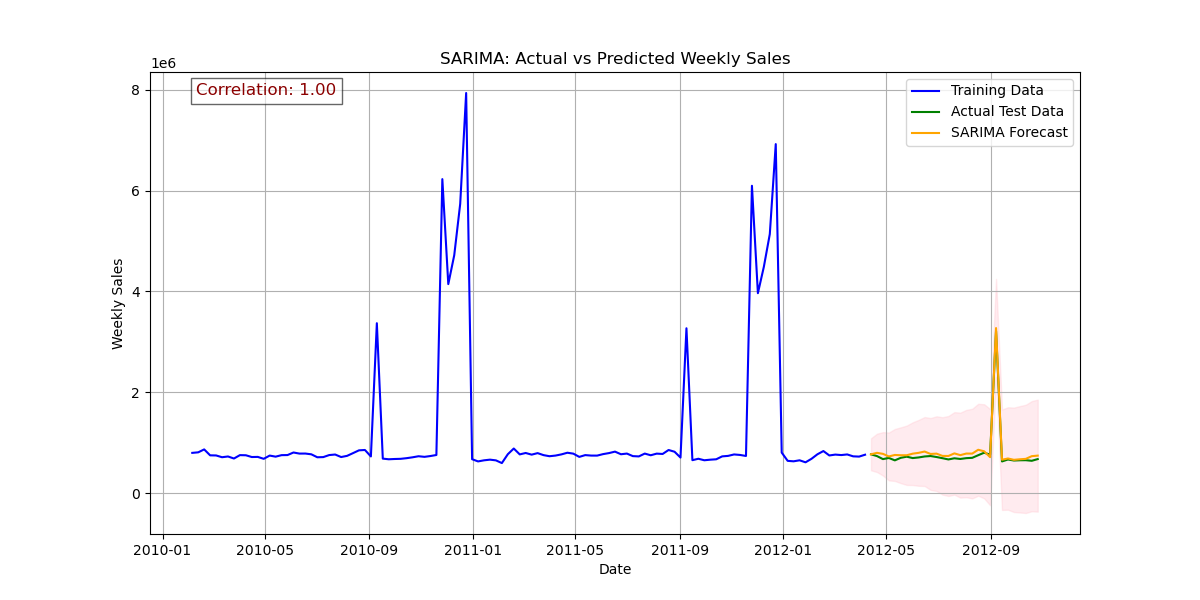 SARIMA: Actual vs Predicted Weekly Sales
1e6
Correlation: 1.00
Training Data
Actual Test Data
SARIMA Forecast
8
6
4
2
0
Weekly Sales
2010-01 2010-05 2010-09 2011-01 2011-05 2011-09 2012-01 2012-05 2012-09
Date